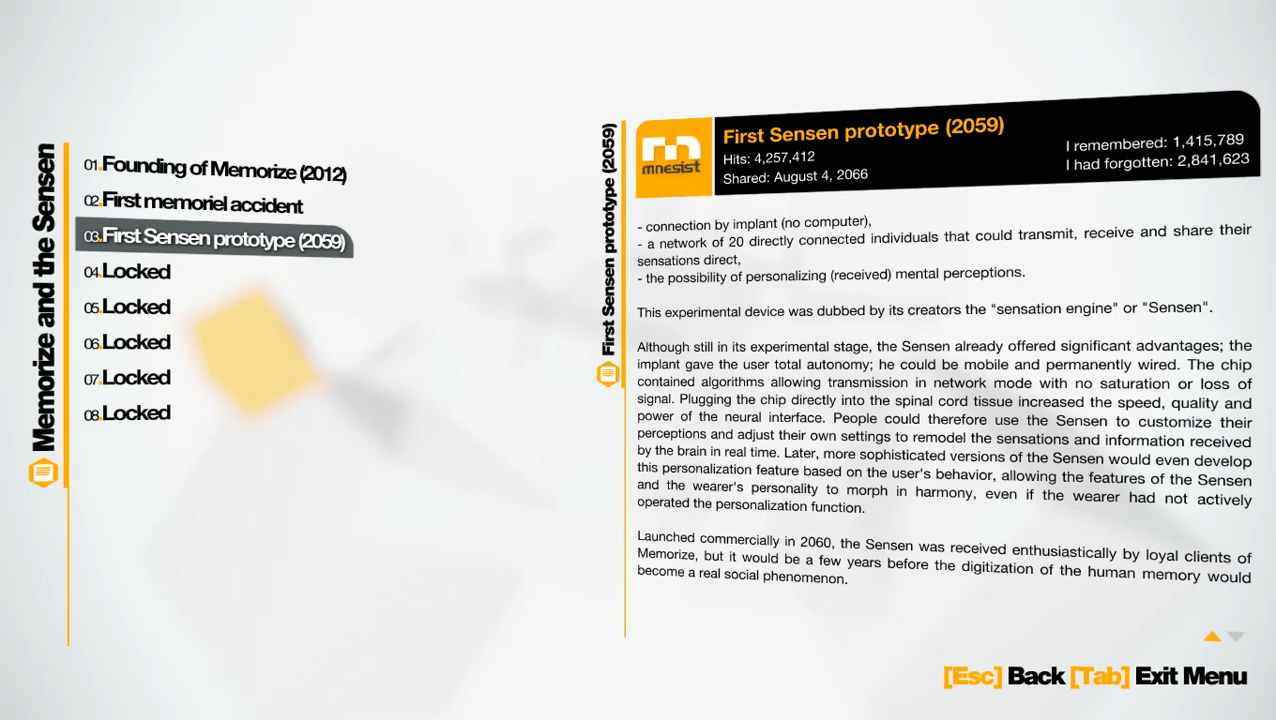 Memorize and the Sensen
01.Founding of Memorize (2012)
02.First memoriel accident
03.First Sensen prototype (2059)
04.Locked
05.Locked
06.Locked
07.Locked
08.Locked
First Sensen prototype (2059)
mnesist
First Sensen prototype (2059)
Hits: 4,257,412
Shared: August 4, 2066
I remembered: 1,415,789
I had forgotten: 2,841,623
- connection by implant (no computer),
- a network of 20 directly connected individuals that could transmit, receive and share their
sensations direct,
- the possibility of personalizing (received) mental perceptions.
This experimental device was dubbed by its creators the "sensation engine" or "Sensen".
Although still in its experimental stage, the Sensen already offered significant advantages; the
implant gave the user total autonomy; he could be mobile and permanently wired. The chip
contained algorithms allowing transmission in network mode with no saturation or loss of
signal. Plugging the chip directly into the spinal cord tissue increased the speed, quality and
power of the neural interface. People could therefore use the Sensen to customize their
perceptions and adjust their own settings to remodel the sensations and information received
by the brain in real time. Later, more sophisticated versions of the Sensen would even develop
this personalization feature based on the user's behavior, allowing the features of the Sensen
and the wearer's personality to morph in harmony, even if the wearer had not actively
operated the personalization function.
Launched commercially in 2060, the Sensen was received enthusiastically by loyal clients of
Memorize, but it would be a few years before the digitization of the human memory would
become a real social phenomenon.
[Esc] Back [Tab] Exit Menu